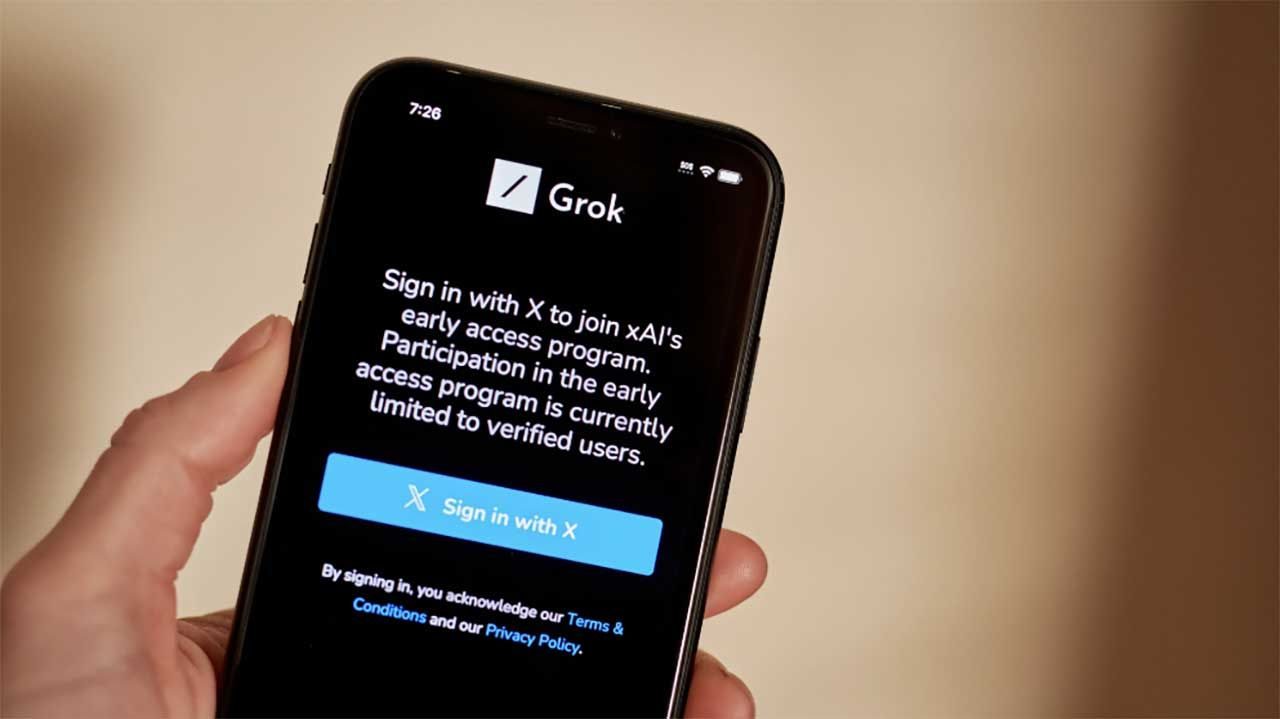 7:26
SOS
Grok
Sign in with X to join xAI's
early access program.
Participation in the early
access program is currently
limited to verified users.
X Sign in with X
By signing in, you acknowledge our Terms &
Conditions and our Privacy Policy.